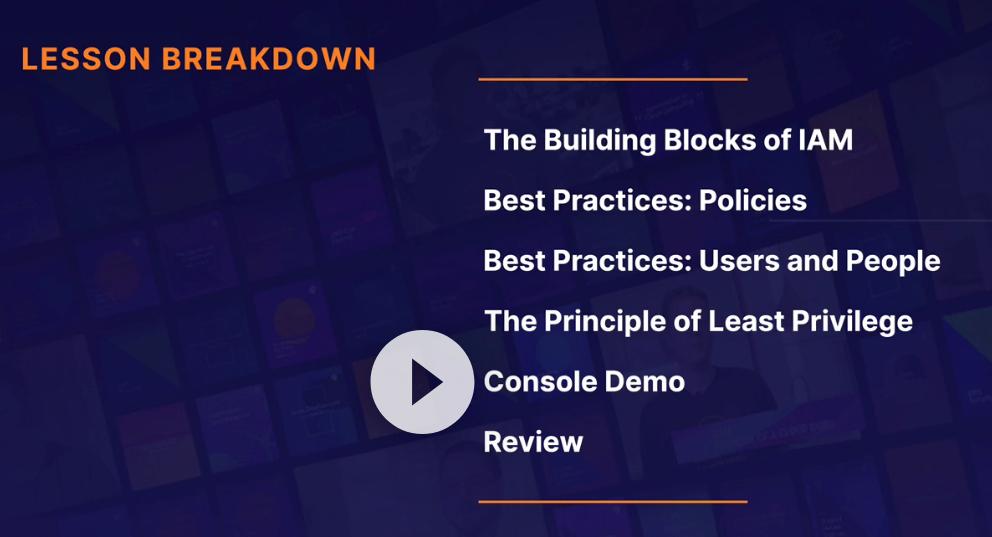 LESSON BREAKDOWN
The Building Blocks of IAM
Best Practices: Policies
Best Practices: Users and People
The Principle of Least Privilege
Console Demo
Review